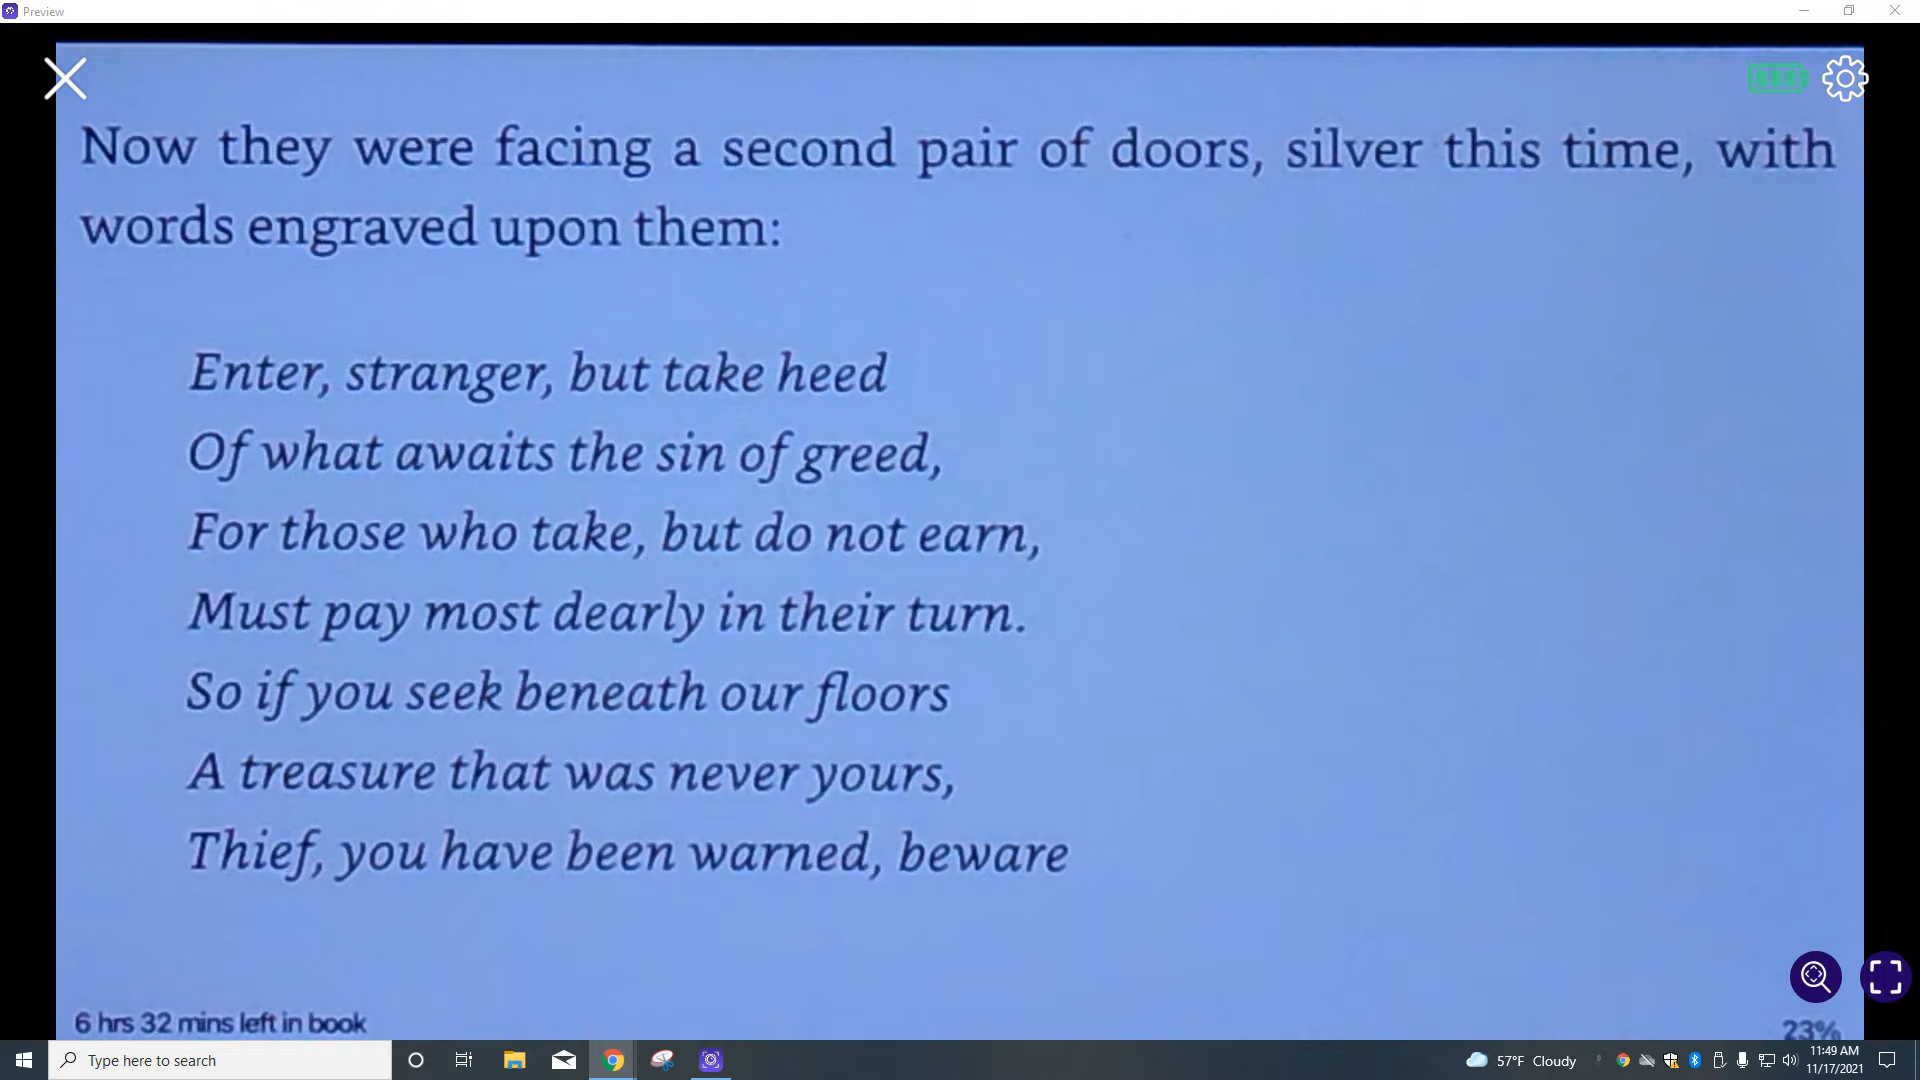 Preview
Now they were facing a second pair of doors, silver this time, with
words engraved upon them:
Enter, stranger, but take heed
Of what awaits the sin of greed,
For those who take, but do not earn,
Must pay most dearly in their turn.
So if you seek beneath our floors
A treasure that was never yours,
Thief, you have been warned, beware
6 hrs 32 mins left in book
23%
Type here to search
57°F Cloudy
11:49 AM
11/17/2021